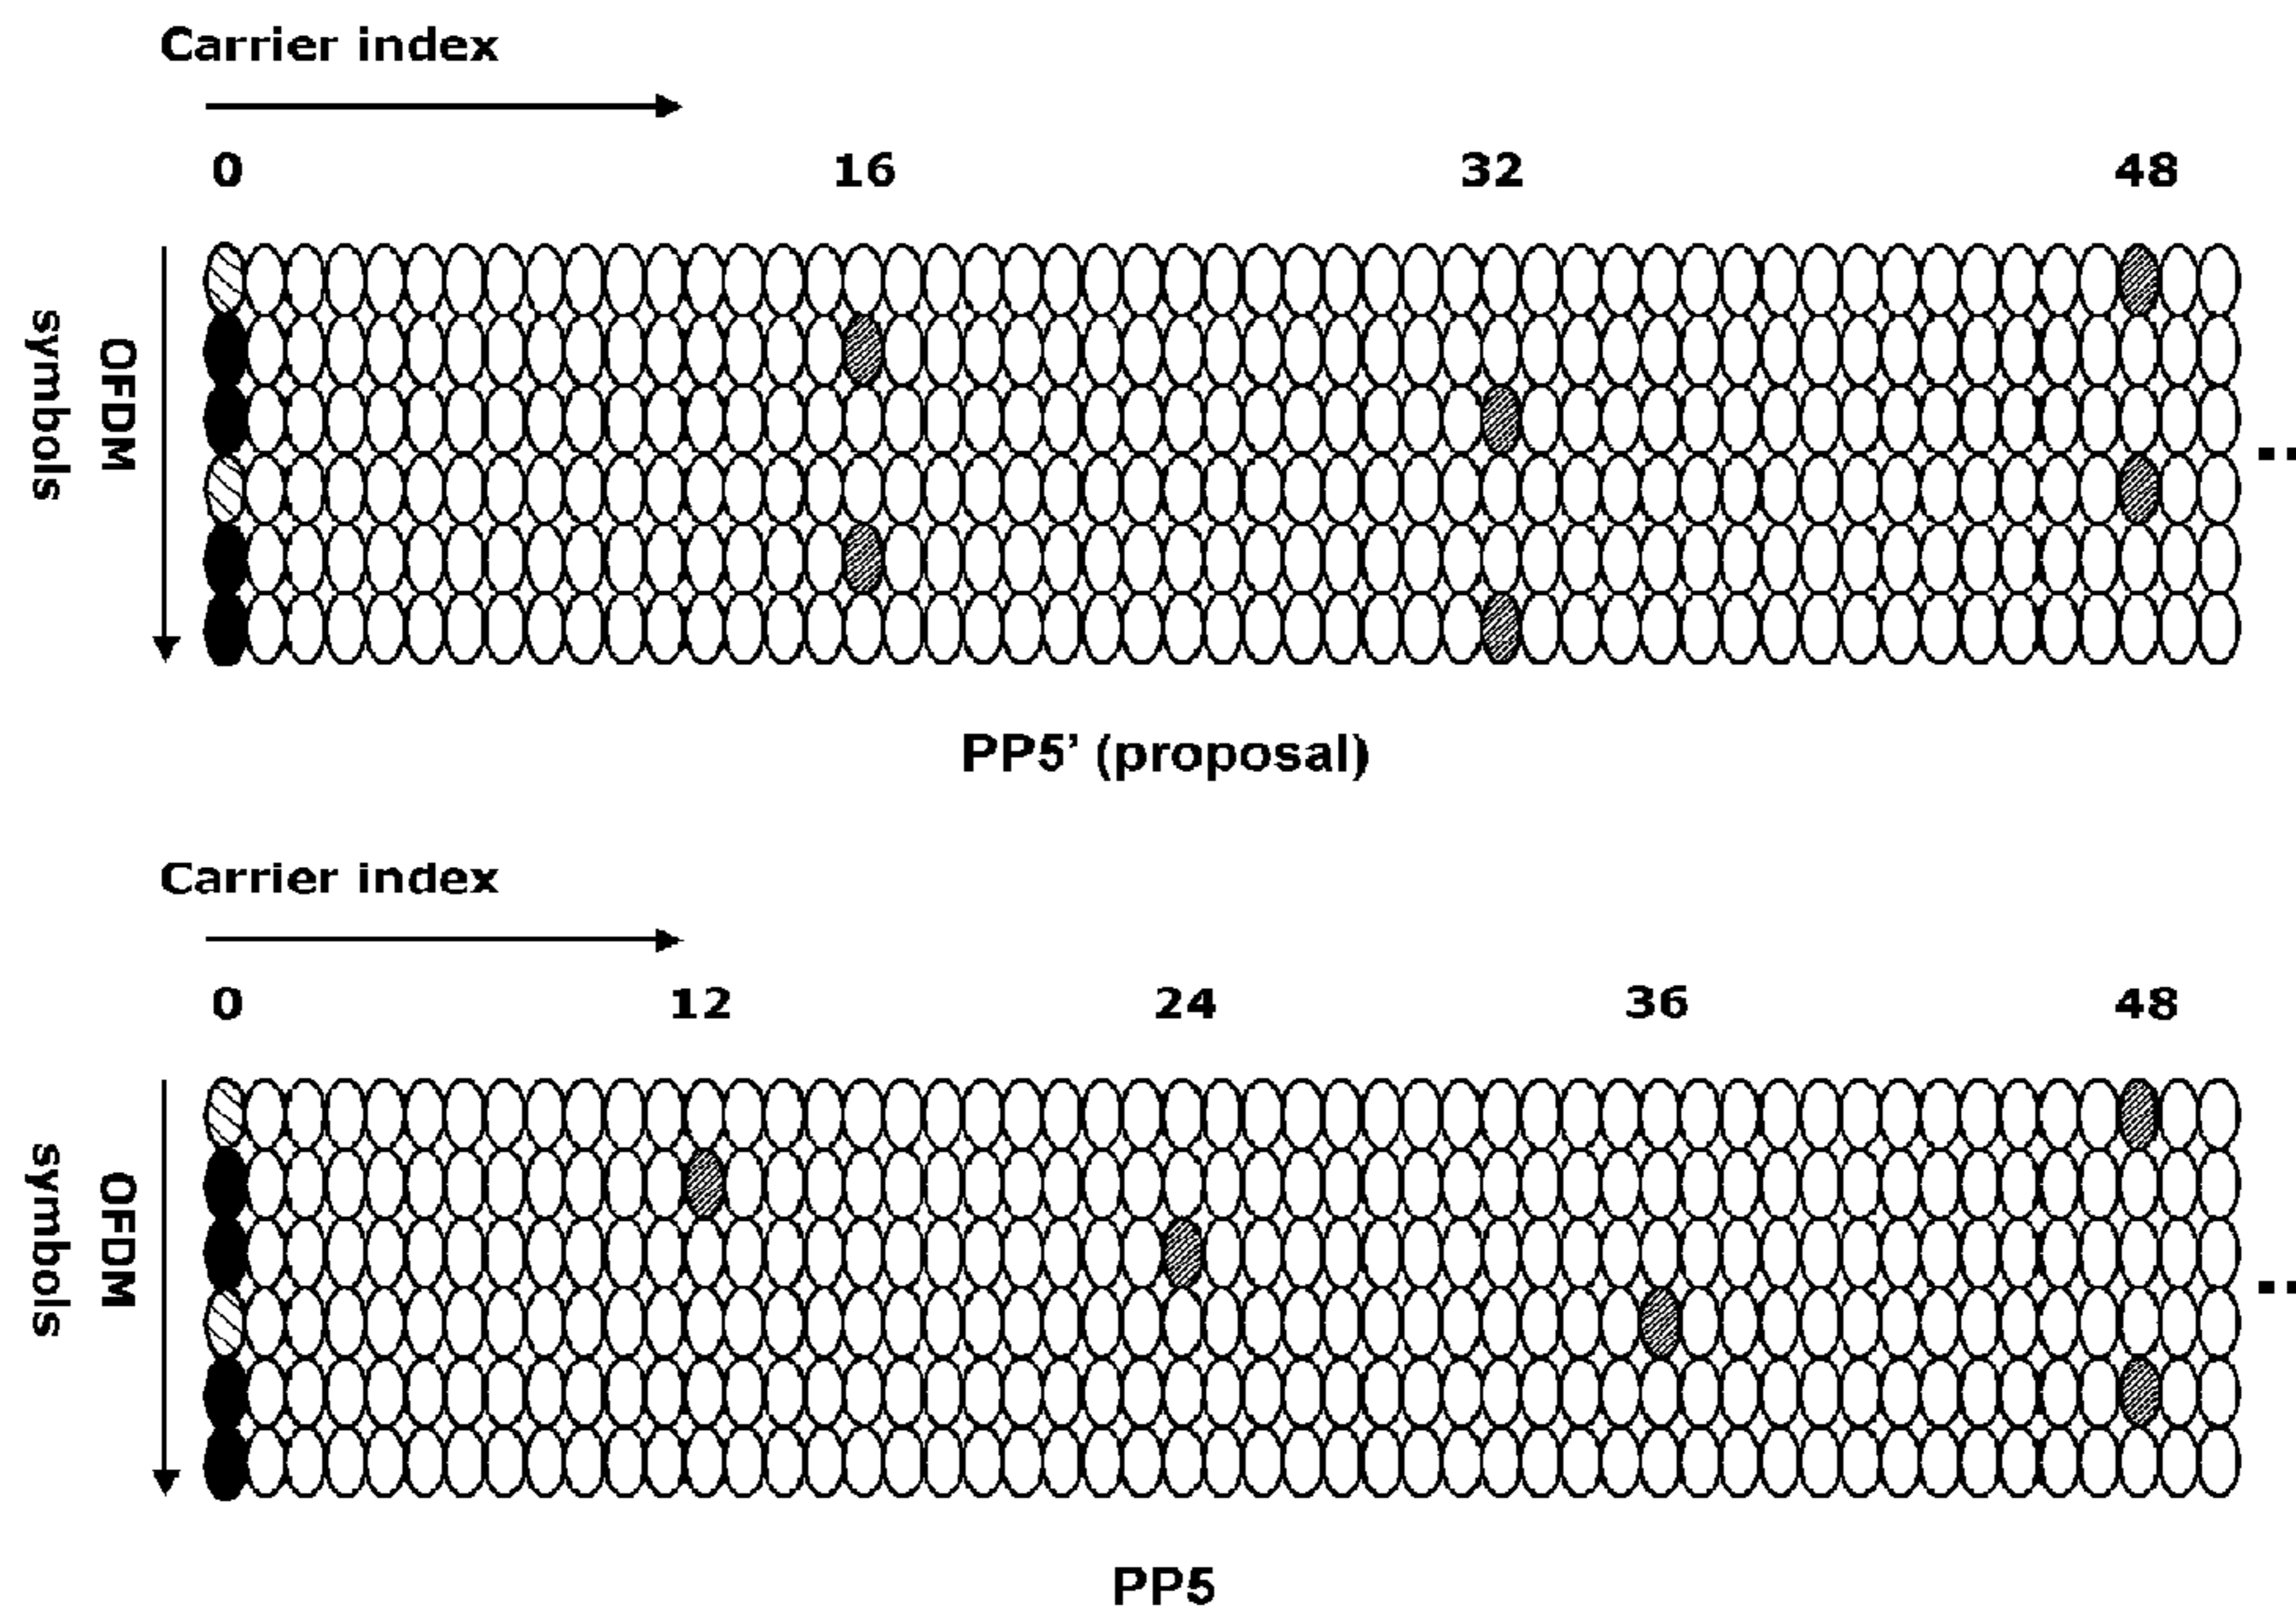 Carrier index
0 16 32 48
OFDM
symbols
PP5’ (proposal)
Carrier index
0 12 24 36 48
OFDM
symbols
PP5